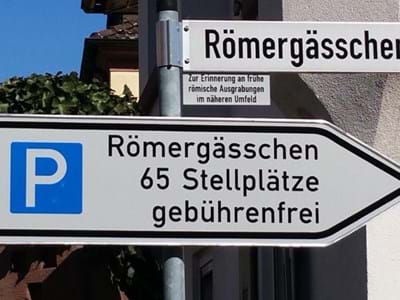 Römergässchen
Zur Erinnerung an frühe
römische Ausgrabungen
im näheren Umfeld
P
Römergässchen
65 Stellplätze
gebührenfrei